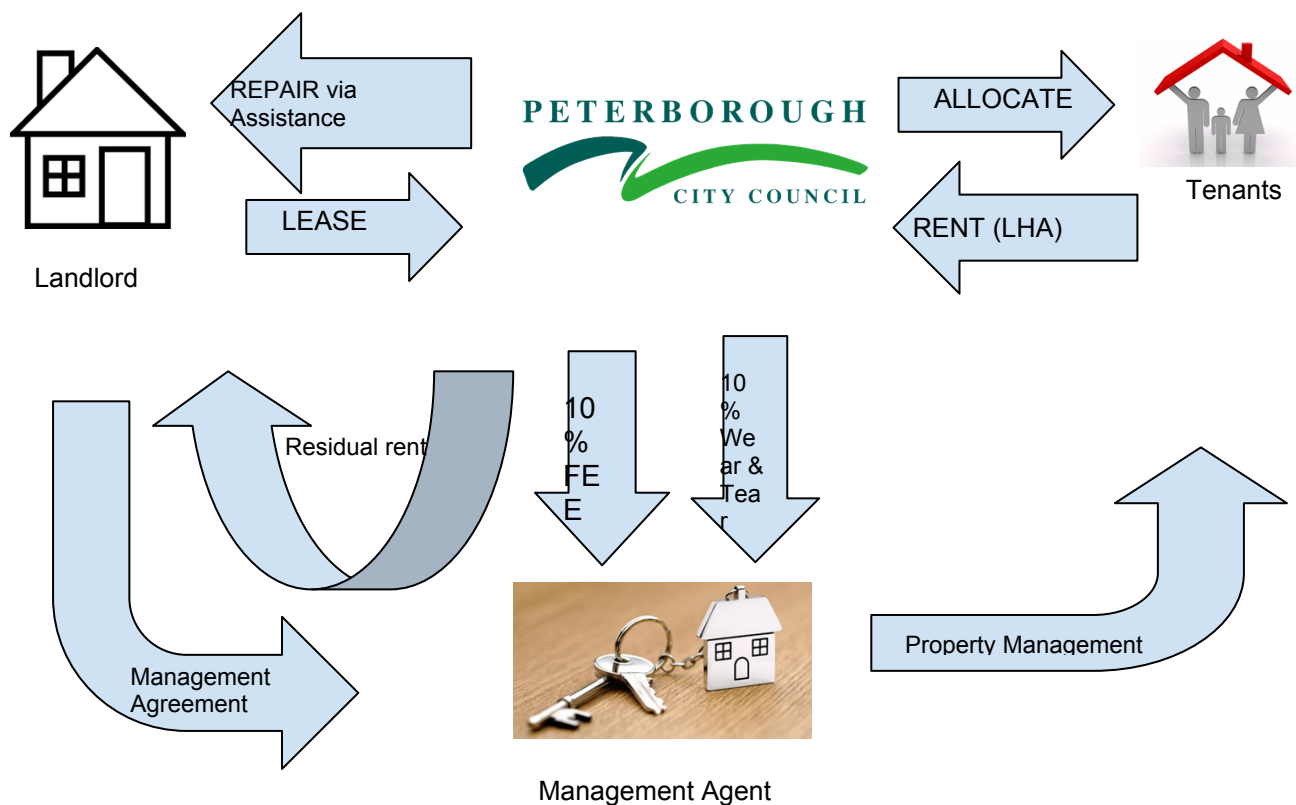 REPAIR via
Assistance
PETERBOROUGH
CITY COUNCIL
ALLOCATE
Tenants
LEASE
RENT (LHA)
Landlord
Residual rent
10
%
FE
E
10
%
We
ar &
Tea
r
Management
Agreement
Property Management
Management Agent